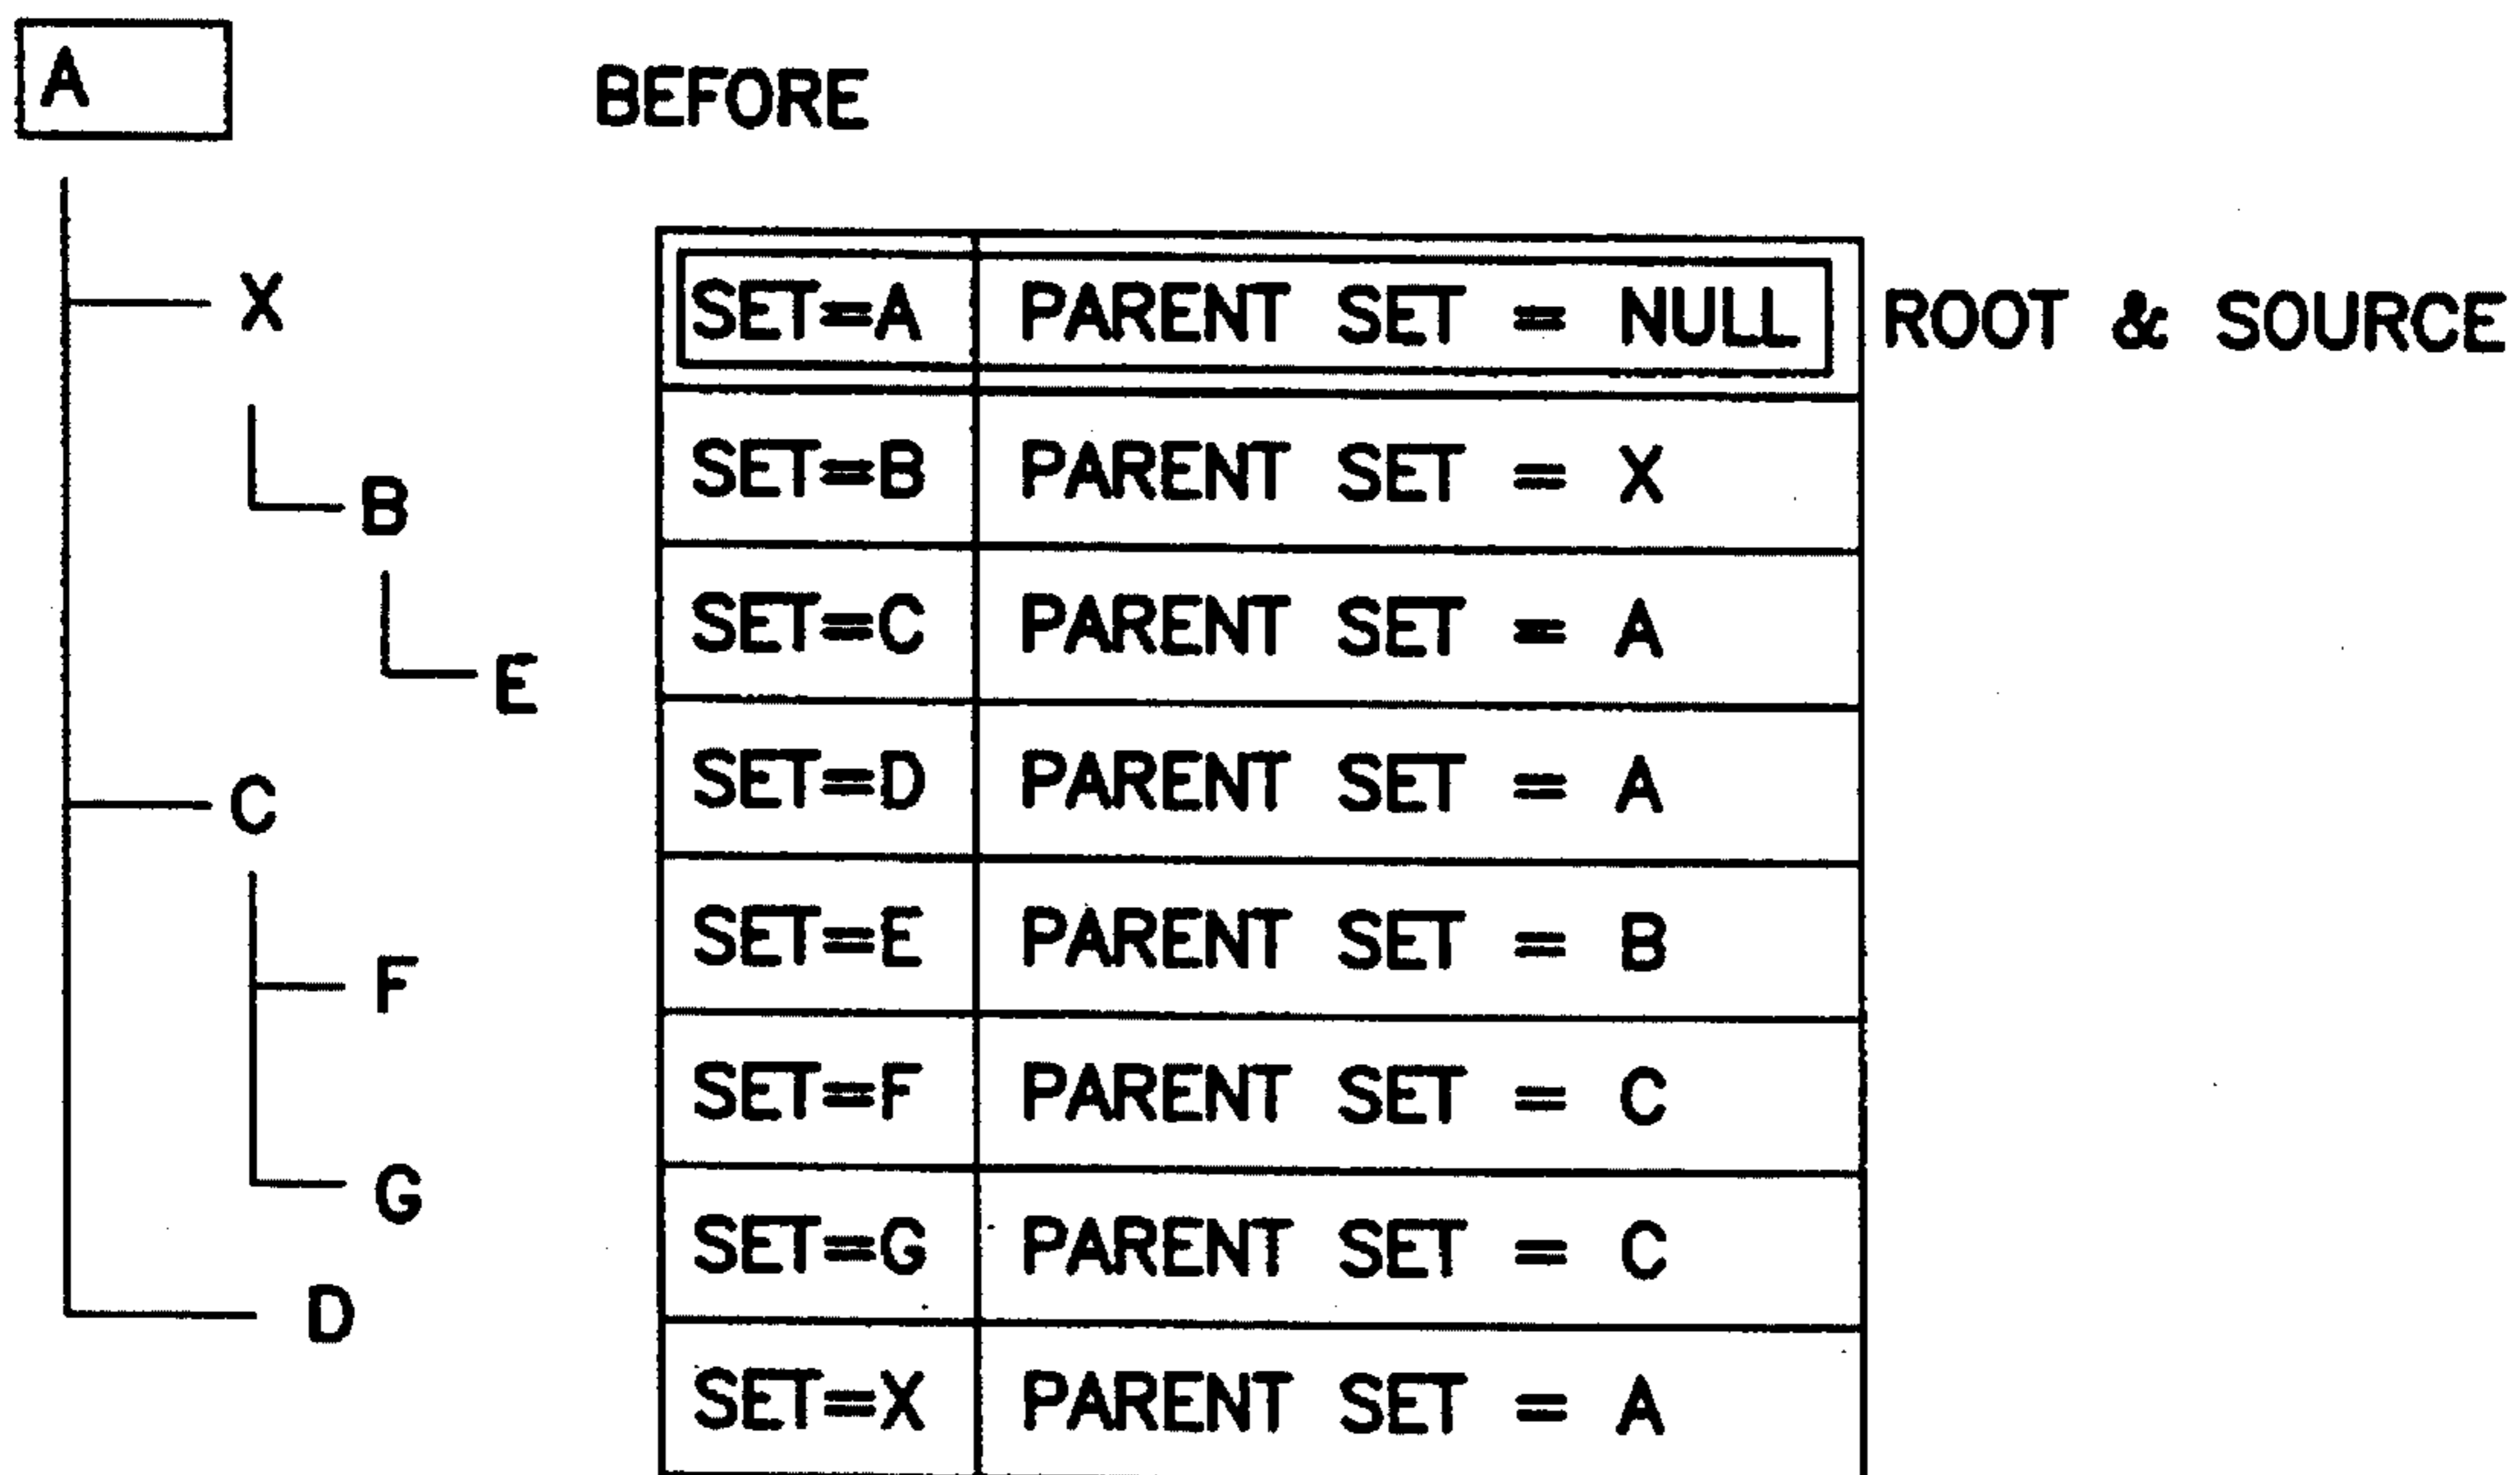 A
BEFORE
X
B
E
C
F
G
D
SET=A PARENT SET = NULL ROOT & SOURCE
SET=B PARENT SET = X
SET=C PARENT SET = A
SET=D PARENT SET = A
SET=E PARENT SET = B
SET=F PARENT SET = C
SET=G PARENT SET = C
SET=X PARENT SET = A